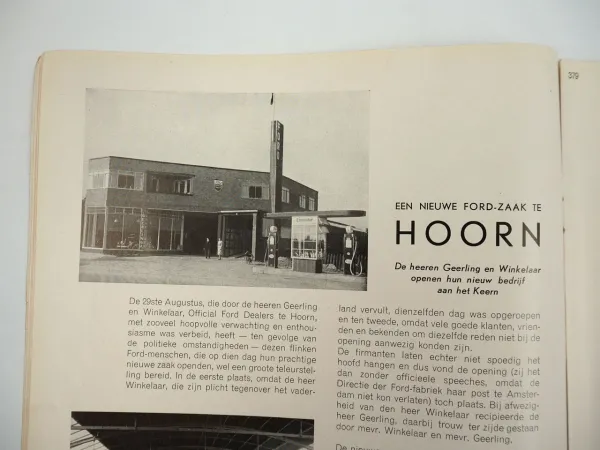 379
FORD
EEN NIEUWE FORD-ZAAK TE
HOORN
De heeren Geerling en Winkelaar
openen hun nieuw bedrijf
aan het Keern
De 29ste Augustus, die door de heeren Geerling
en Winkelaar, Official Ford Dealers te Hoorn,
met zooveel hoopvolle verwachting en enthou-
siasme was verbeid, heeft — ten gevolge van
de politieke omstandigheden — dezen flinken
Ford-menschen, die op dien dag hun prachtige
nieuwe zaak openden, wel een groote teleurstel-
ling bereid. In de eerste plaats, omdat de heer
Winkelaar, die zijn plicht tegenover het vader-
land vervult, dienzelfden dag was opgeroepen
en ten tweede, omdat vele goede klanten, vrien-
den en bekenden om diezelfde reden niet bij de
opening aanwezig konden zijn.
De firmanten laten echter niet spoedig het
hoofd hangen en dus vond de opening (zij het
dan zonder officieele speeches, omdat de
Directie der Ford-fabriek haar post te Amster-
dam niet kon verlaten) toch plaats. Bij afwezig-
heid van den heer Winkelaar recipieerde de
heer Geerling, daarbij trouw ter zijde gestaan
door mevr. Winkelaar en mevr. Geerling.
De nieuwe